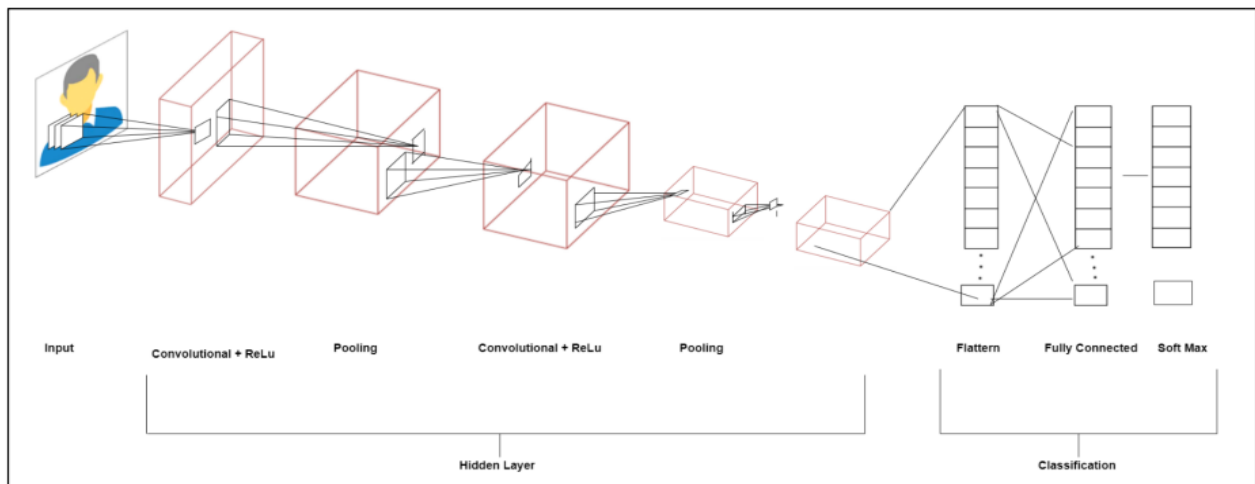 Input
Convolutional + ReLu
Pooling
Convolutional + ReLu
Pooling
Flattern
Fully Connected
Soft Max
Hidden Layer
Classification